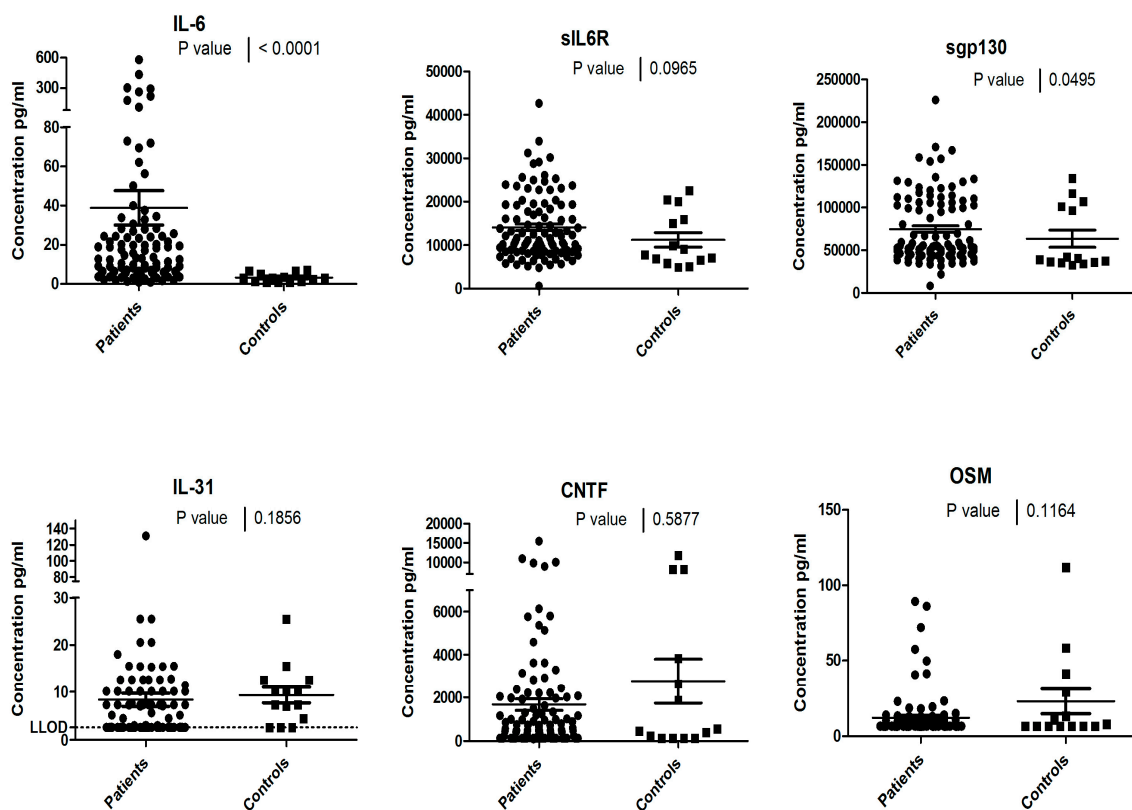 IL-6
P value | < 0.0001
Concentration pg/ml
600
300
80
60
40
20
0
Patients
Controls
sIL6R
P value | 0.0965
Concentration pg/ml
50000
40000
30000
20000
10000
0
Patients
Controls
sgp130
P value | 0.0495
Concentration pg/ml
250000
200000
150000
100000
50000
0
Patients
Controls
IL-31
P value | 0.1856
Concentration pg/ml
140
120
100
80
30
20
10
LLOD
0
Patients
Controls
CNTF
P value | 0.5877
Concentration pg/ml
20000
15000
10000
6000
4000
2000
0
Patients
Controls
OSM
P value | 0.1164
Concentration pg/ml
150
100
50
0
Patients
Controls